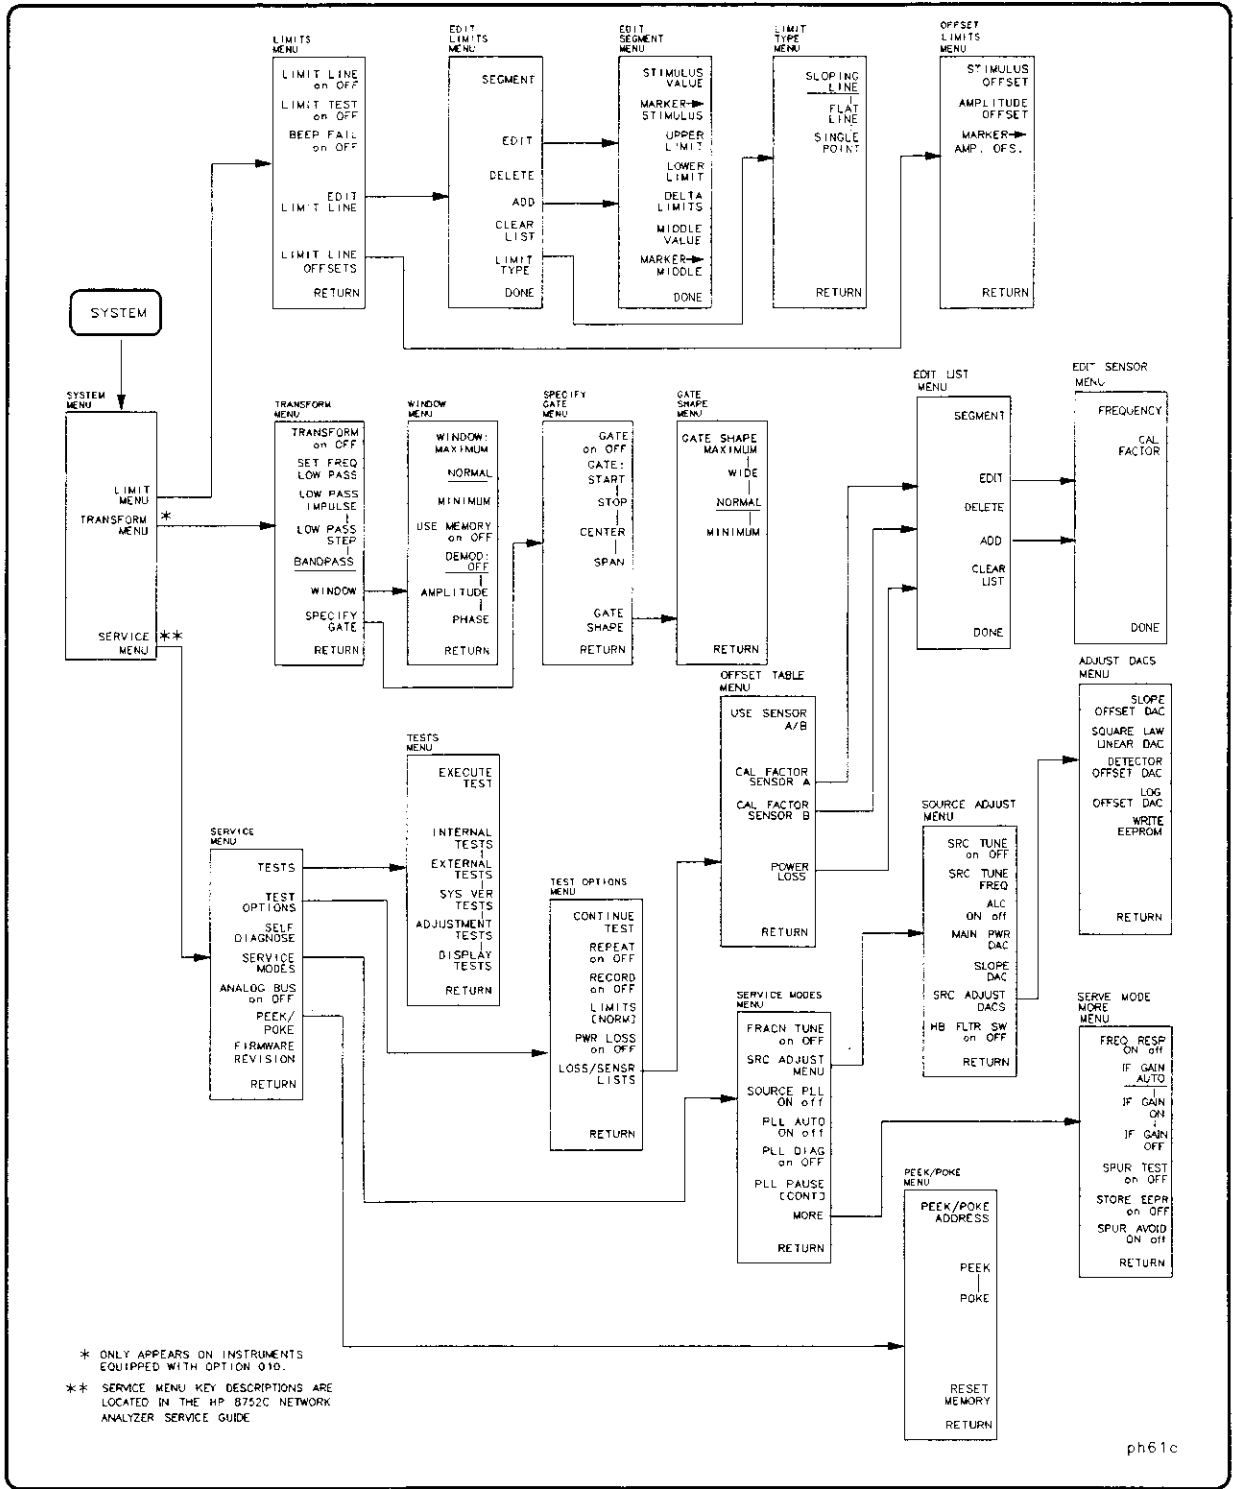 LIMITS
MENU
LIMIT LINE
on OFF
LIMIT TEST
on OFF
BEEP FAIL
on OFF
EDIT
LIMIT LINE
LIMIT LINE
OFFSETS
RETURN
EDIT
LIMITS
MENU
SEGMENT
EDIT
DELETE
ADD
CLEAR
LIST
LIMIT
TYPE
DONE
EDIT
SEGMENT
MENU
STIMULUS
VALUE
MARKER→
STIMULUS
UPPER
LIMIT
LOWER
LIMIT
DELTA
LIMITS
MIDDLE
VALUE
MARKER→
MIDDLE
DONE
LIMIT
TYPE
MENU
SLOPING
LINE
FLAT
LINE
SINGLE
POINT
RETURN
OFFSET
LIMITS
MENU
STIMULUS
OFFSET
AMPLITUDE
OFFSET
MARKER→
AMP. OFS.
RETURN
SYSTEM
SYSTEM
MENU
LIMIT
MENU
TRANSFORM *
MENU
SERVICE **
MENU
TRANSFORM
MENU
TRANSFORM
on OFF
SET FREQ
LOW PASS
LOW PASS
IMPULSE
LOW PASS
STEP
BANDPASS
WINDOW
SPECIFY
GATE
RETURN
WINDOW
MENU
WINDOW:
MAXIMUM
NORMAL
MINIMUM
USE MEMORY
on OFF
DEMOD:
OFF
AMPLITUDE
PHASE
RETURN
SPECIFY
GATE
MENU
GATE
on OFF
GATE:
START
STOP
CENTER
SPAN
GATE
SHAPE
RETURN
GATE
SHAPE
MENU
GATE SHAPE
MAXIMUM
WIDE
NORMAL
MINIMUM
RETURN
EDIT LIST
MENU
SEGMENT
EDIT
DELETE
ADD
CLEAR
LIST
DONE
EDIT SENSOR
MENU
FREQUENCY
CAL
FACTOR
DONE
OFFSET TABLE
MENU
USE SENSOR
A/B
CAL FACTOR
SENSOR A
CAL FACTOR
SENSOR B
POWER
LOSS
RETURN
ADJUST DACS
MENU
SLOPE
OFFSET DAC
SQUARE LAW
LINEAR DAC
DETECTOR
OFFSET DAC
LOG
OFFSET DAC
WRITE
EEPROM
RETURN
TESTS
MENU
EXECUTE
TEST
INTERNAL
TESTS
EXTERNAL
TESTS
SYS VER
TESTS
ADJUSTMENT
TESTS
DISPLAY
TESTS
RETURN
SERVICE
MENU
TESTS
TEST
OPTIONS
SELF
DIAGNOSE
SERVICE
MODES
ANALOG BUS
on OFF
PEEK/
POKE
FIRMWARE
REVISION
RETURN
TEST OPTIONS
MENU
CONTINUE
TEST
REPEAT
on OFF
RECORD
on OFF
LIMITS
[NORM]
PWR LOSS
on OFF
LOSS/SENSR
LISTS
RETURN
SOURCE ADJUST
MENU
SRC TUNE
on OFF
SRC TUNE
FREQ
ALC
ON off
MAIN PWR
DAC
SLOPE
DAC
SRC ADJUST
DACS
HB FLTR SW
on OFF
RETURN
SERVICE MODES
MENU
FRACN TUNE
on OFF
SRC ADJUST
MENU
SOURCE PLL
ON off
PLL AUTO
ON off
PLL DIAG
on OFF
PLL PAUSE
[CONT]
MORE
RETURN
SERVE MODE
MORE
MENU
FREQ RESP
ON off
IF GAIN
AUTO
IF GAIN
ON
IF GAIN
OFF
SPUR TEST
on OFF
STORE EEPR
on OFF
SPUR AVOID
ON off
RETURN
PEEK/POKE
MENU
PEEK/POKE
ADDRESS
PEEK
POKE
RESET
MEMORY
RETURN
* ONLY APPEARS ON INSTRUMENTS
EQUIPPED WITH OPTION 010.
** SERVICE MENU KEY DESCRIPTIONS ARE
LOCATED IN THE HP 8752C NETWORK
ANALYZER SERVICE GUIDE
ph61c